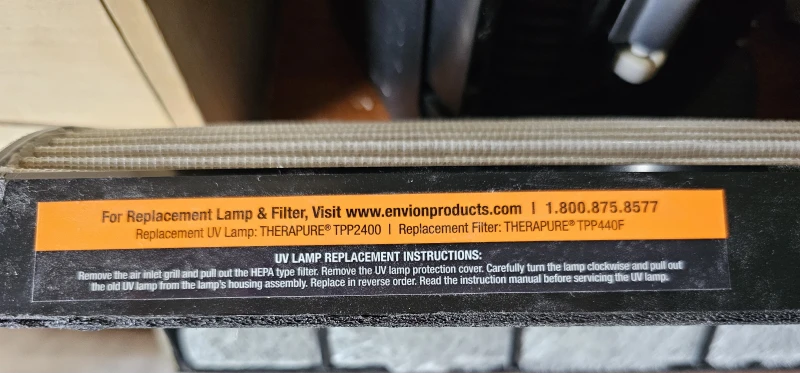 For Replacement Lamp & Filter, Visit www.envionproducts.com | 1.800.875.8577
Replacement UV Lamp: THERAPURE® TPP2400 | Replacement Filter: THERAPURE® TPP440F
UV LAMP REPLACEMENT INSTRUCTIONS:
Remove the air inlet grill and pull out the HEPA type filter. Remove the UV lamp protection cover. Carefully turn the lamp clockwise and pull out
the old UV lamp from the lamp's housing assembly. Replace in reverse order. Read the instruction manual before servicing the UV lamp.